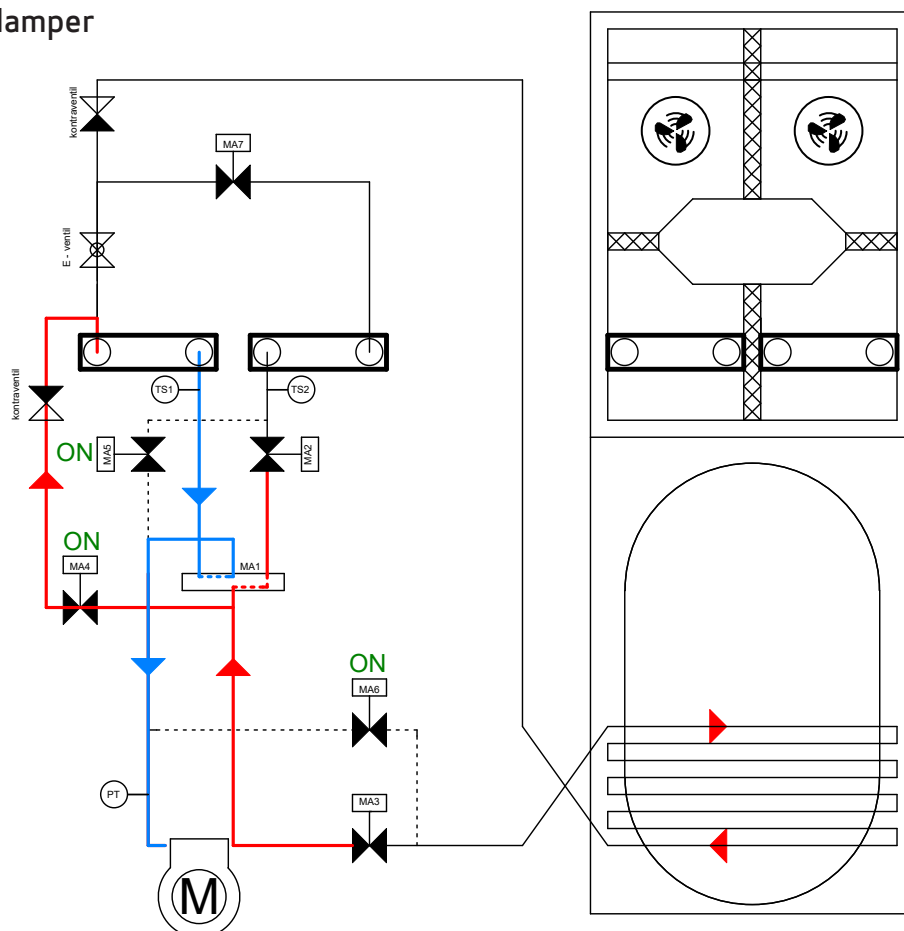 lamper
kontraventil
MA7
E - ventil
TS1
TS2
kontraventil
ON
MA5
MA2
ON
MA4
MA1
ON
MA6
PT
MA3
M